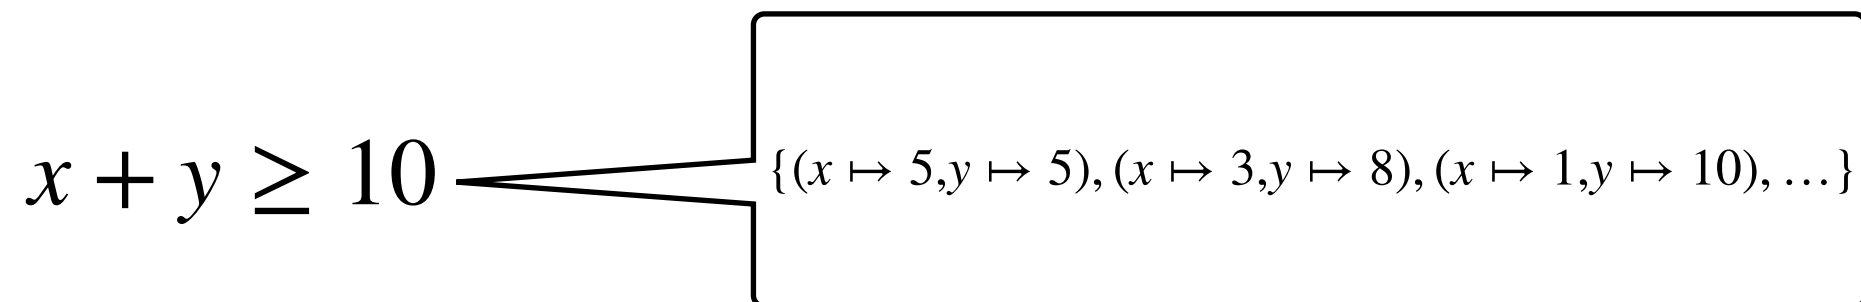 x + y ≥ 10
{(x ↦ 5,y ↦ 5), (x ↦ 3,y ↦ 8), (x ↦ 1,y ↦ 10), …}